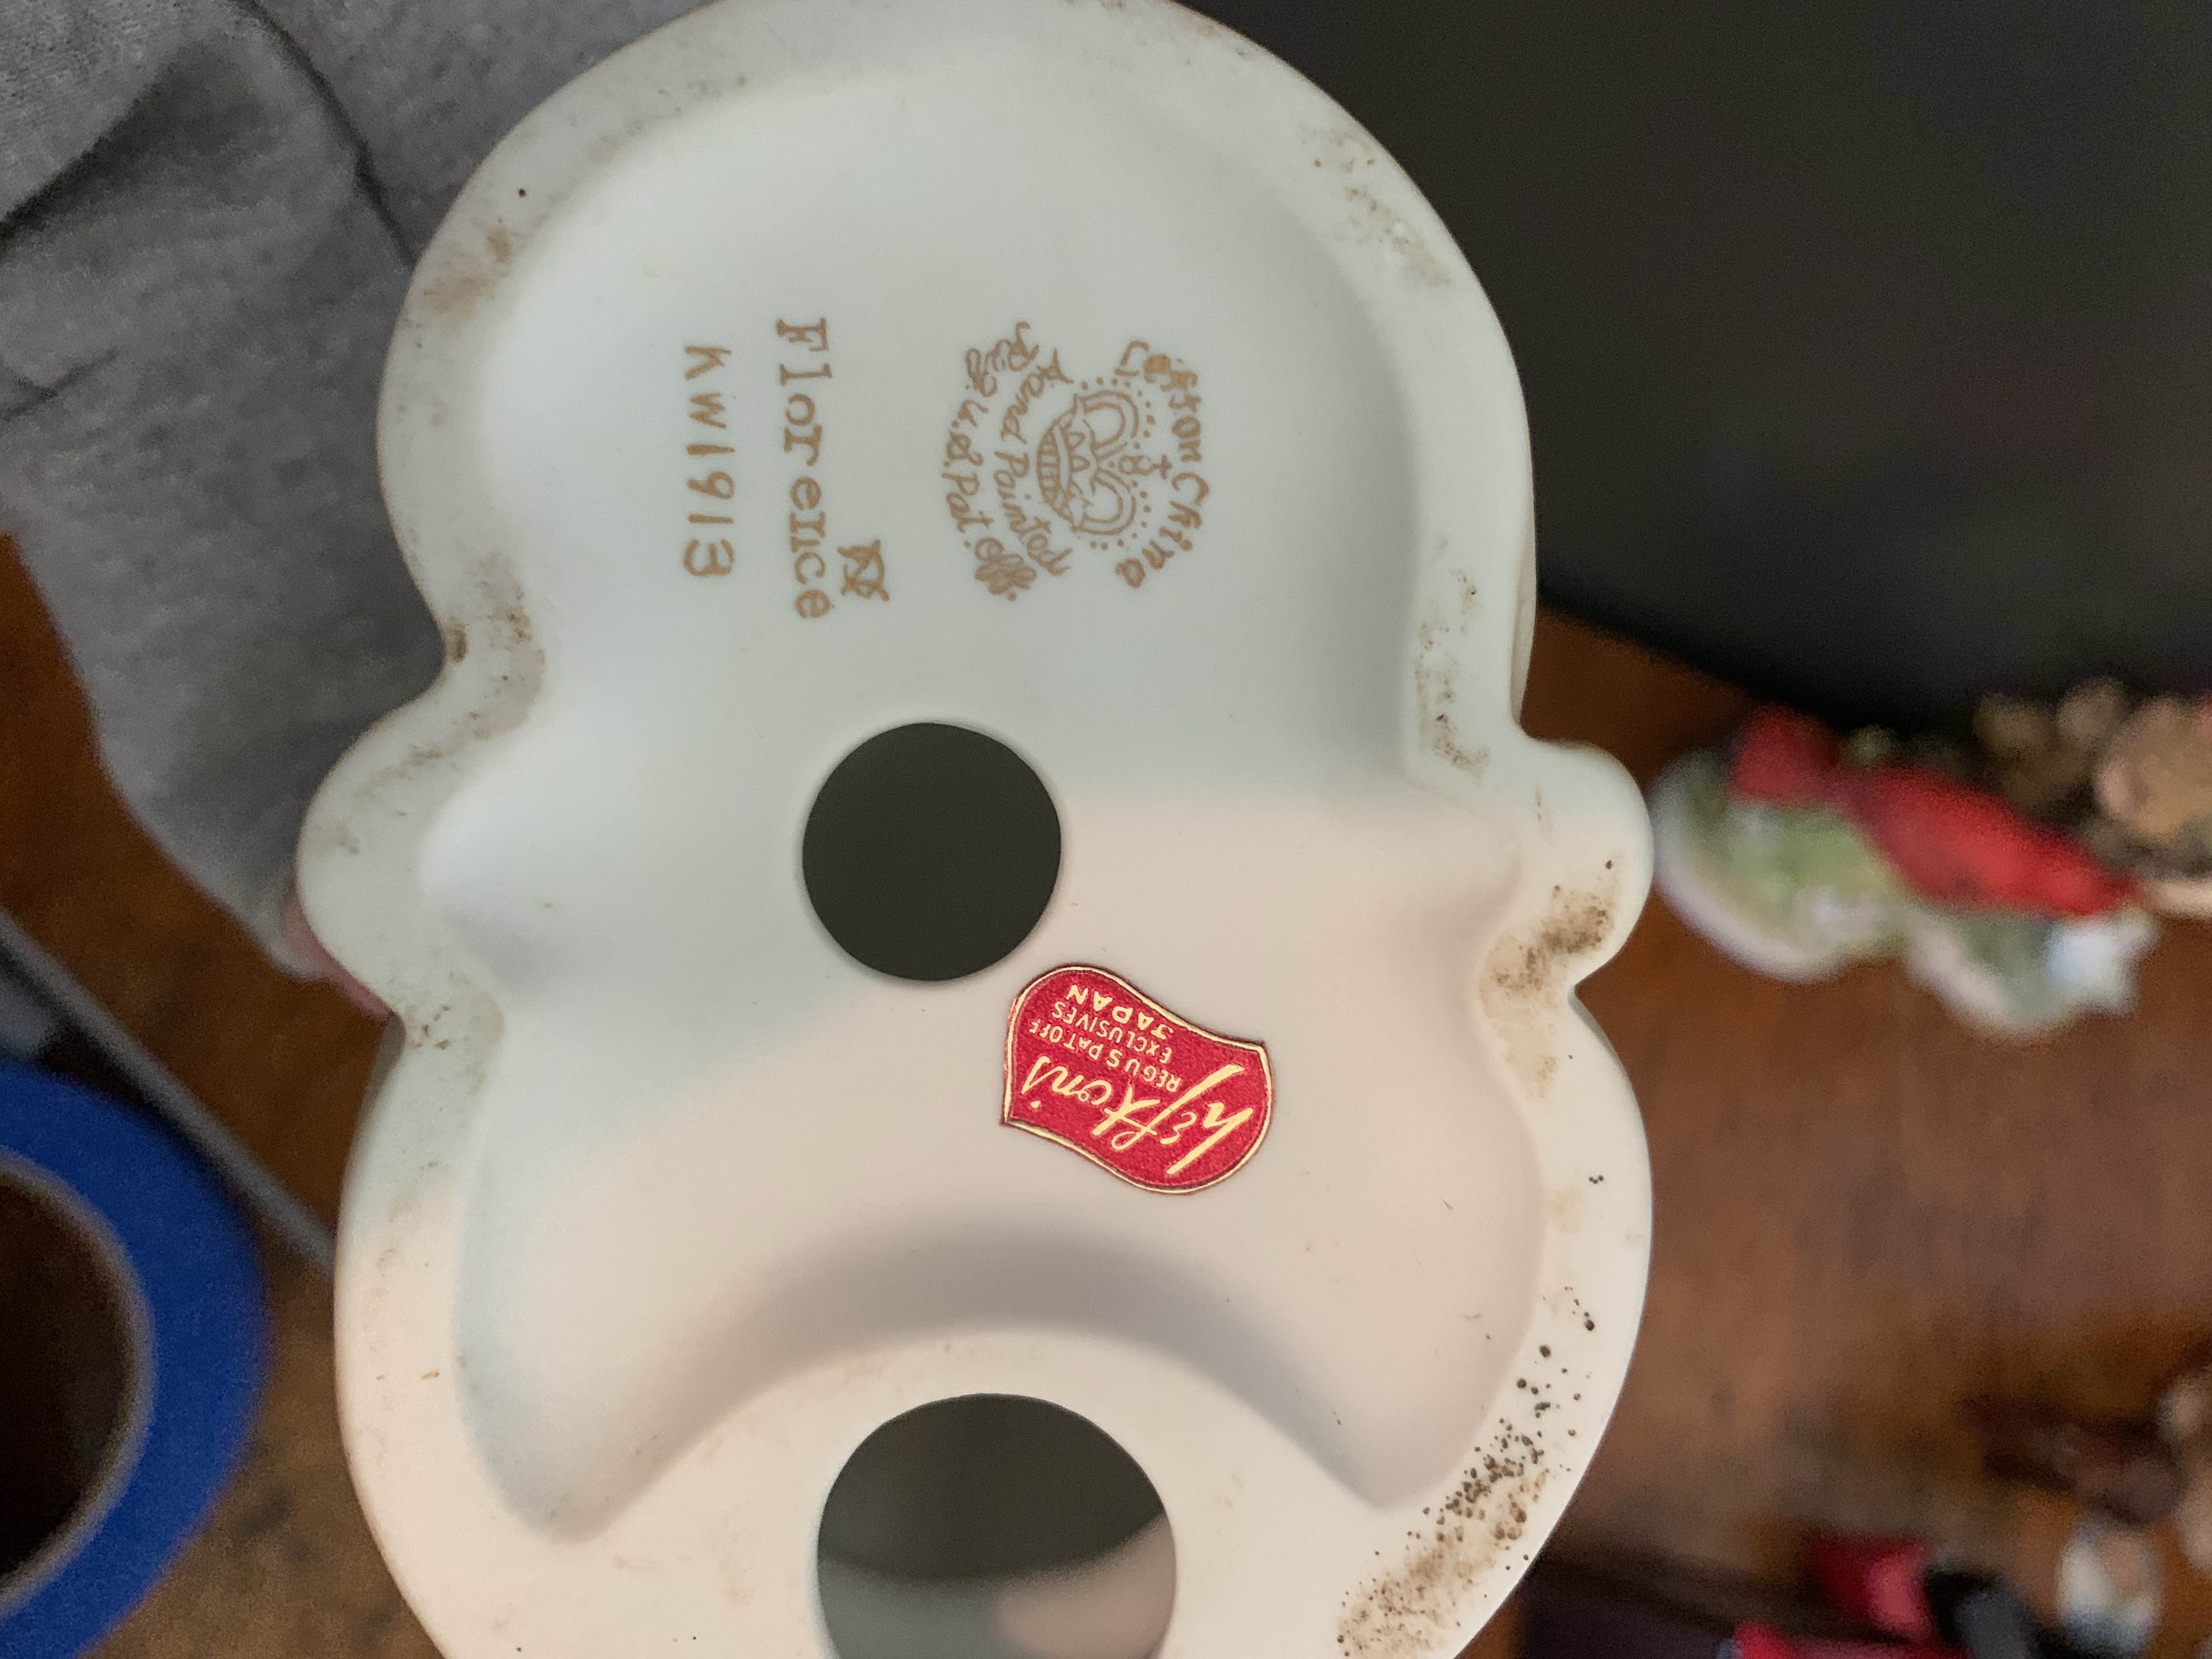 Lefton China
Hand Painted
Reg. U.S. Pat. Off.
Florence
KW1913
Lefton's
REG U S PAT OFF
EXCLUSIVES
JAPAN